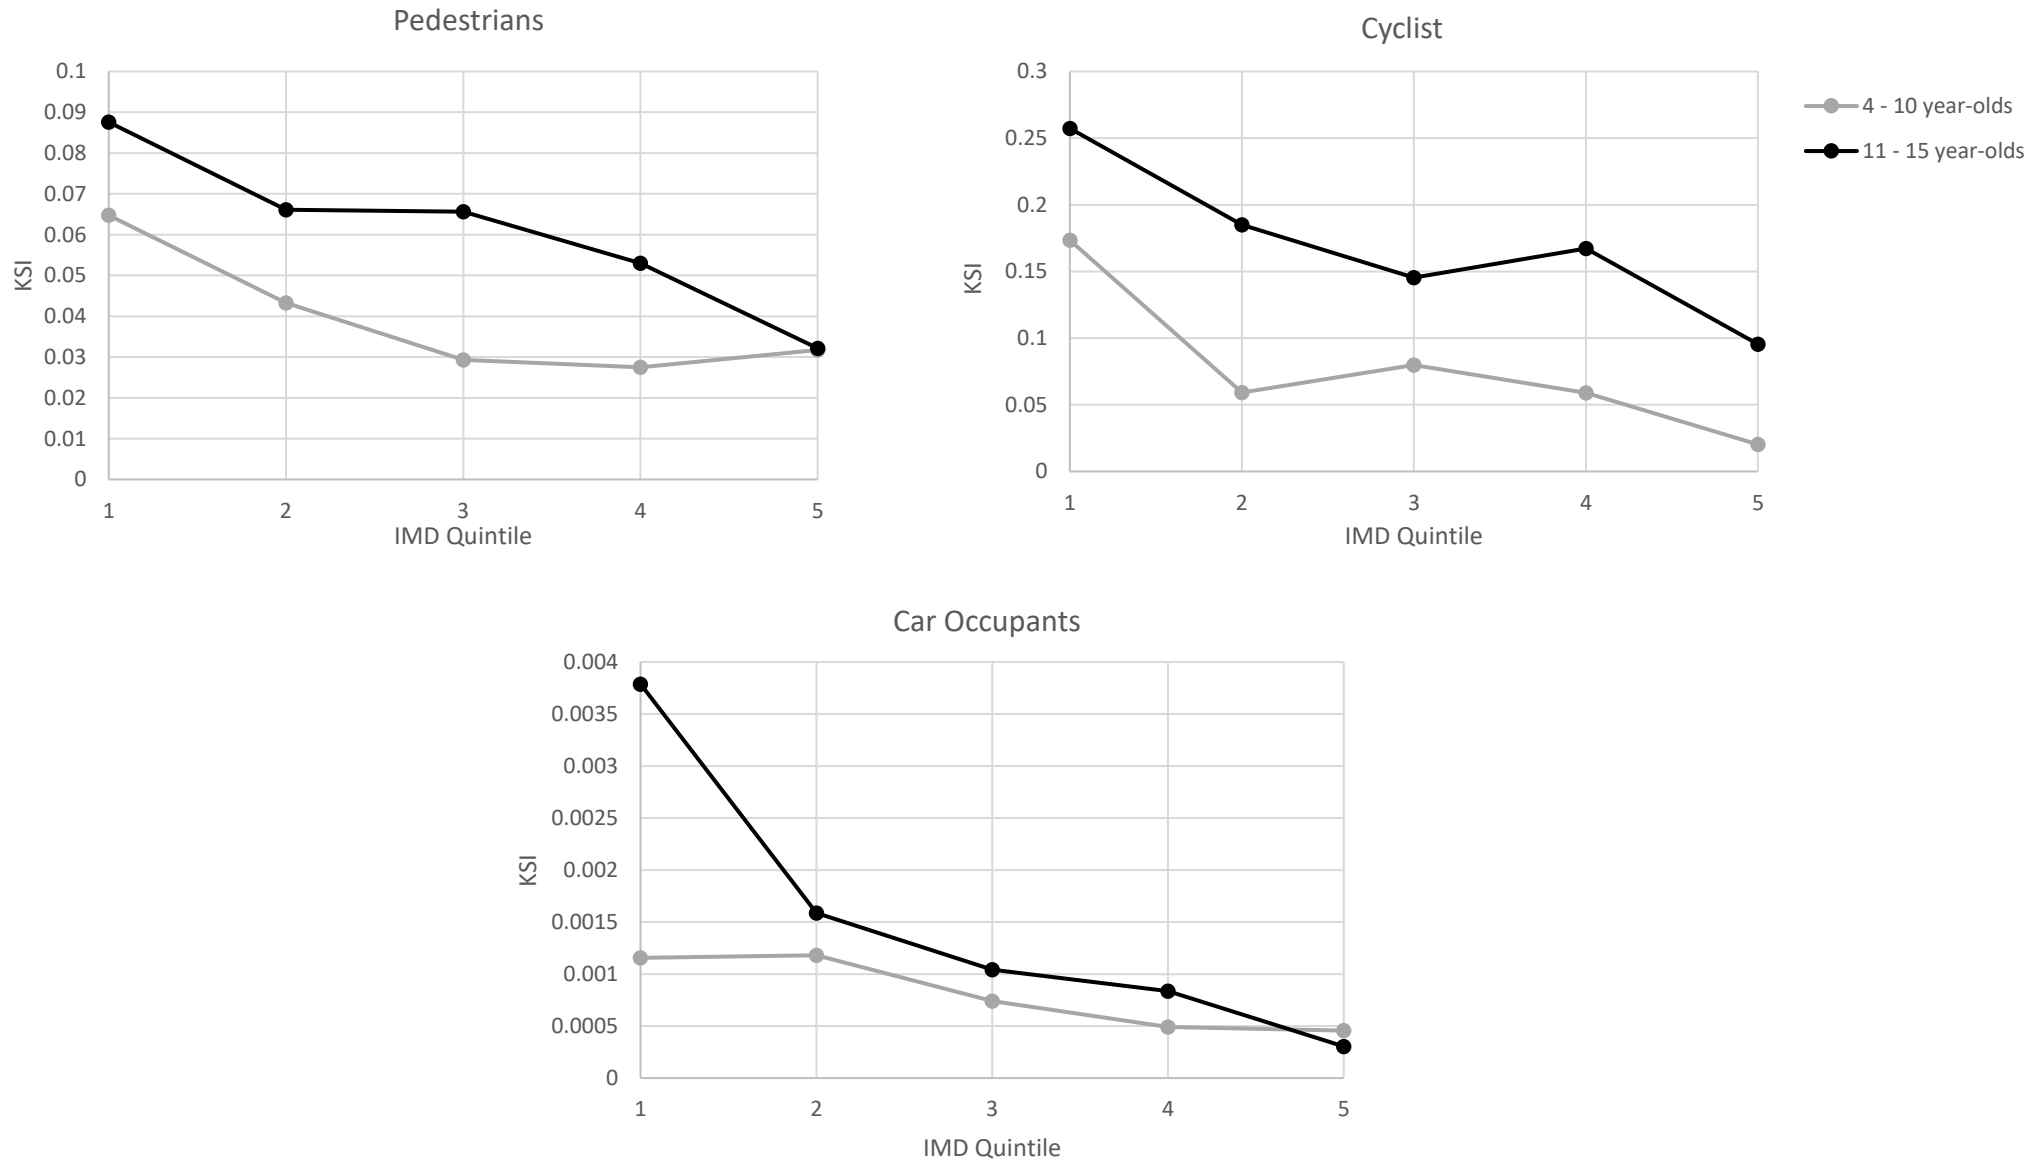 Pedestrians
0.1
0.09
0.08
0.07
0.06
0.05
0.04
0.03
0.02
0.01
0
KSI
1 2 3 4 5
IMD Quintile
Cyclist
0.3
0.25
0.2
0.15
0.1
0.05
0
KSI
1 2 3 4 5
IMD Quintile
4 - 10 year-olds
11 - 15 year-olds
Car Occupants
0.004
0.0035
0.003
0.0025
0.002
0.0015
0.001
0.0005
0
KSI
1 2 3 4 5
IMD Quintile